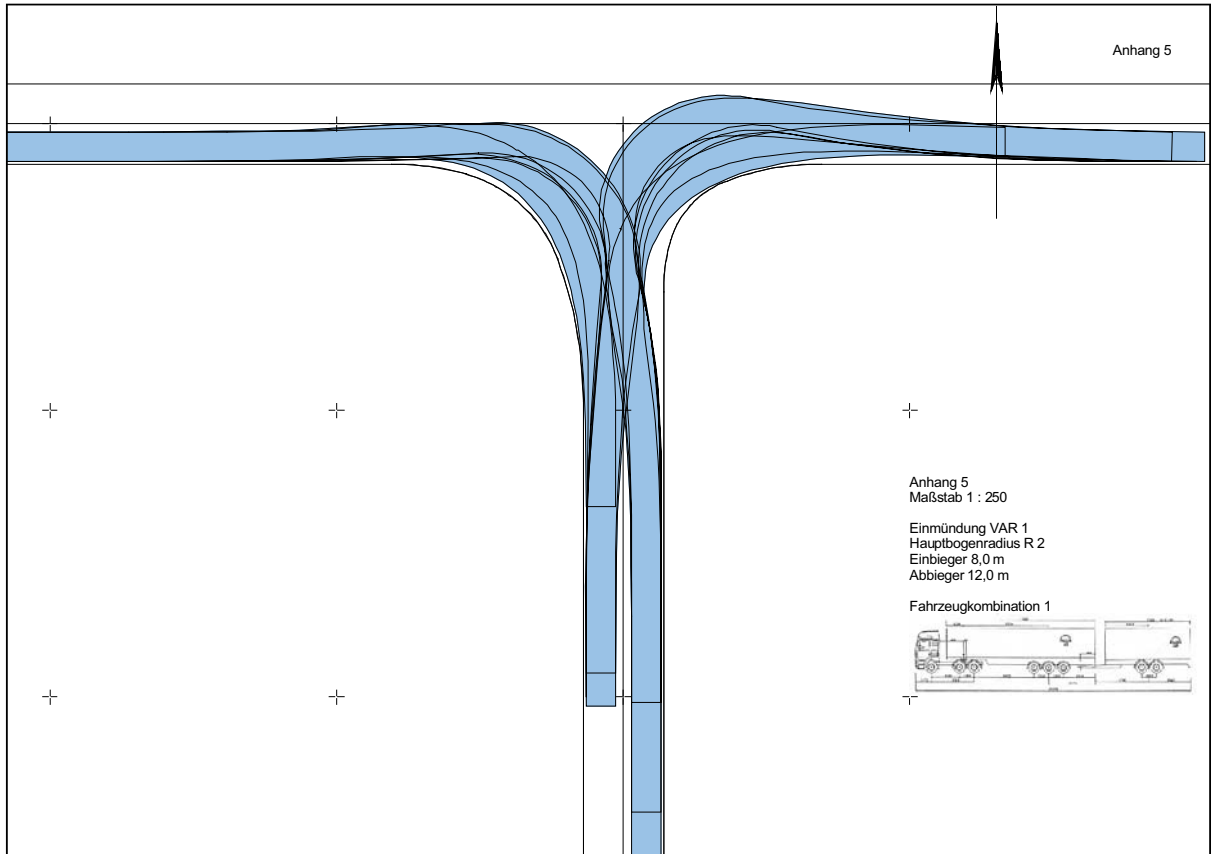 Anhang 5
Anhang 5
Maßstab 1 : 250
Einmündung VAR 1
Hauptbogenradius R 2
Einbieger 8,0 m
Abbieger 12,0 m
Fahrzeugkombination 1